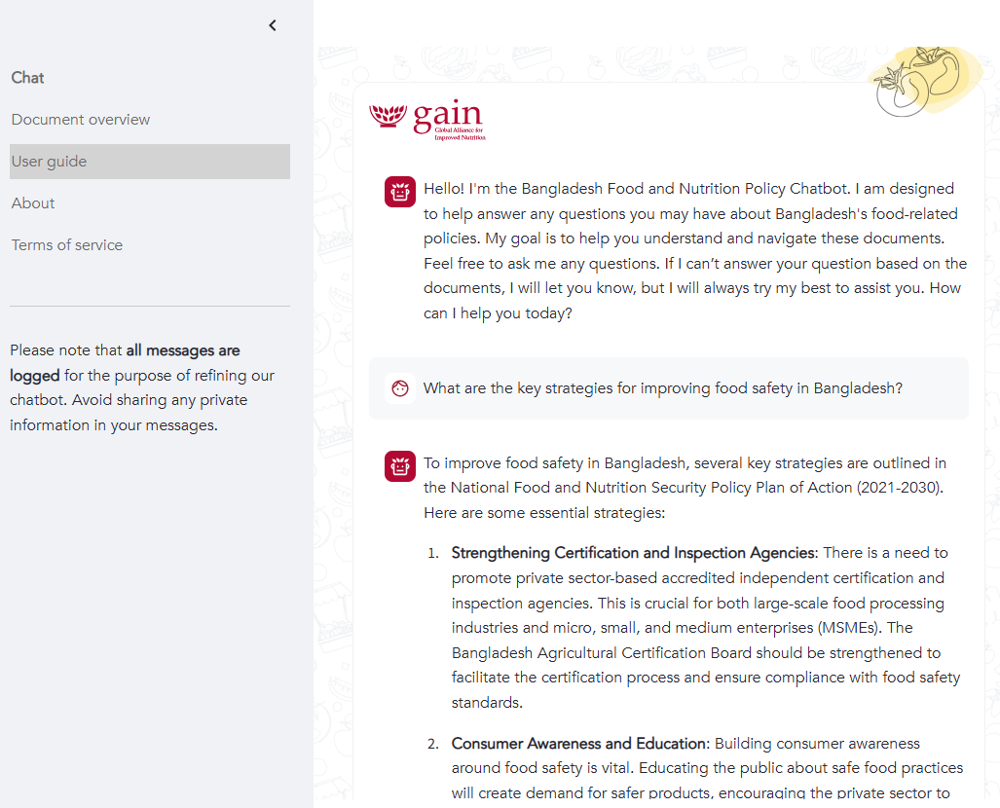 Chat
Document overview
User guide
About
Terms of service
Please note that all messages are
logged for the purpose of refining our
chatbot. Avoid sharing any private
information in your messages.
gain
Global Alliance for
Improved Nutrition
Hello! I'm the Bangladesh Food and Nutrition Policy Chatbot. I am designed
to help answer any questions you may have about Bangladesh's food-related
policies. My goal is to help you understand and navigate these documents.
Feel free to ask me any questions. If I can’t answer your question based on the
documents, I will let you know, but I will always try my best to assist you. How
can I help you today?
What are the key strategies for improving food safety in Bangladesh?
To improve food safety in Bangladesh, several key strategies are outlined in
the National Food and Nutrition Security Policy Plan of Action (2021-2030).
Here are some essential strategies:
1. Strengthening Certification and Inspection Agencies: There is a need to
promote private sector-based accredited independent certification and
inspection agencies. This is crucial for both large-scale food processing
industries and micro, small, and medium enterprises (MSMEs). The
Bangladesh Agricultural Certification Board should be strengthened to
facilitate the certification process and ensure compliance with food safety
standards.
2. Consumer Awareness and Education: Building consumer awareness
around food safety is vital. Educating the public about safe food practices
will create demand for safer products, encouraging the private sector to